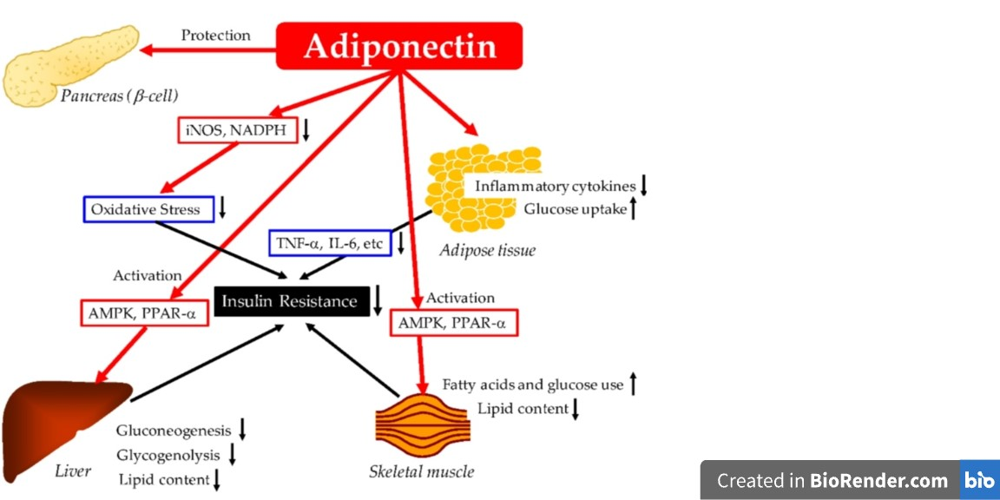 Protection
Adiponectin
Pancreas (β-cell)
iNOS, NADPH ↓
Inflammatory cytokines ↓
Oxidative Stress ↓
Glucose uptake ↑
TNF-α, IL-6, etc ↓
Adipose tissue
Activation
Insulin Resistance ↓
Activation
AMPK, PPAR-α
AMPK, PPAR-α
Fatty acids and glucose use ↑
Lipid content ↓
Gluconeogenesis ↓
Glycogenolysis ↓
Liver
Skeletal muscle
Lipid content ↓
Created in BioRender.com bio